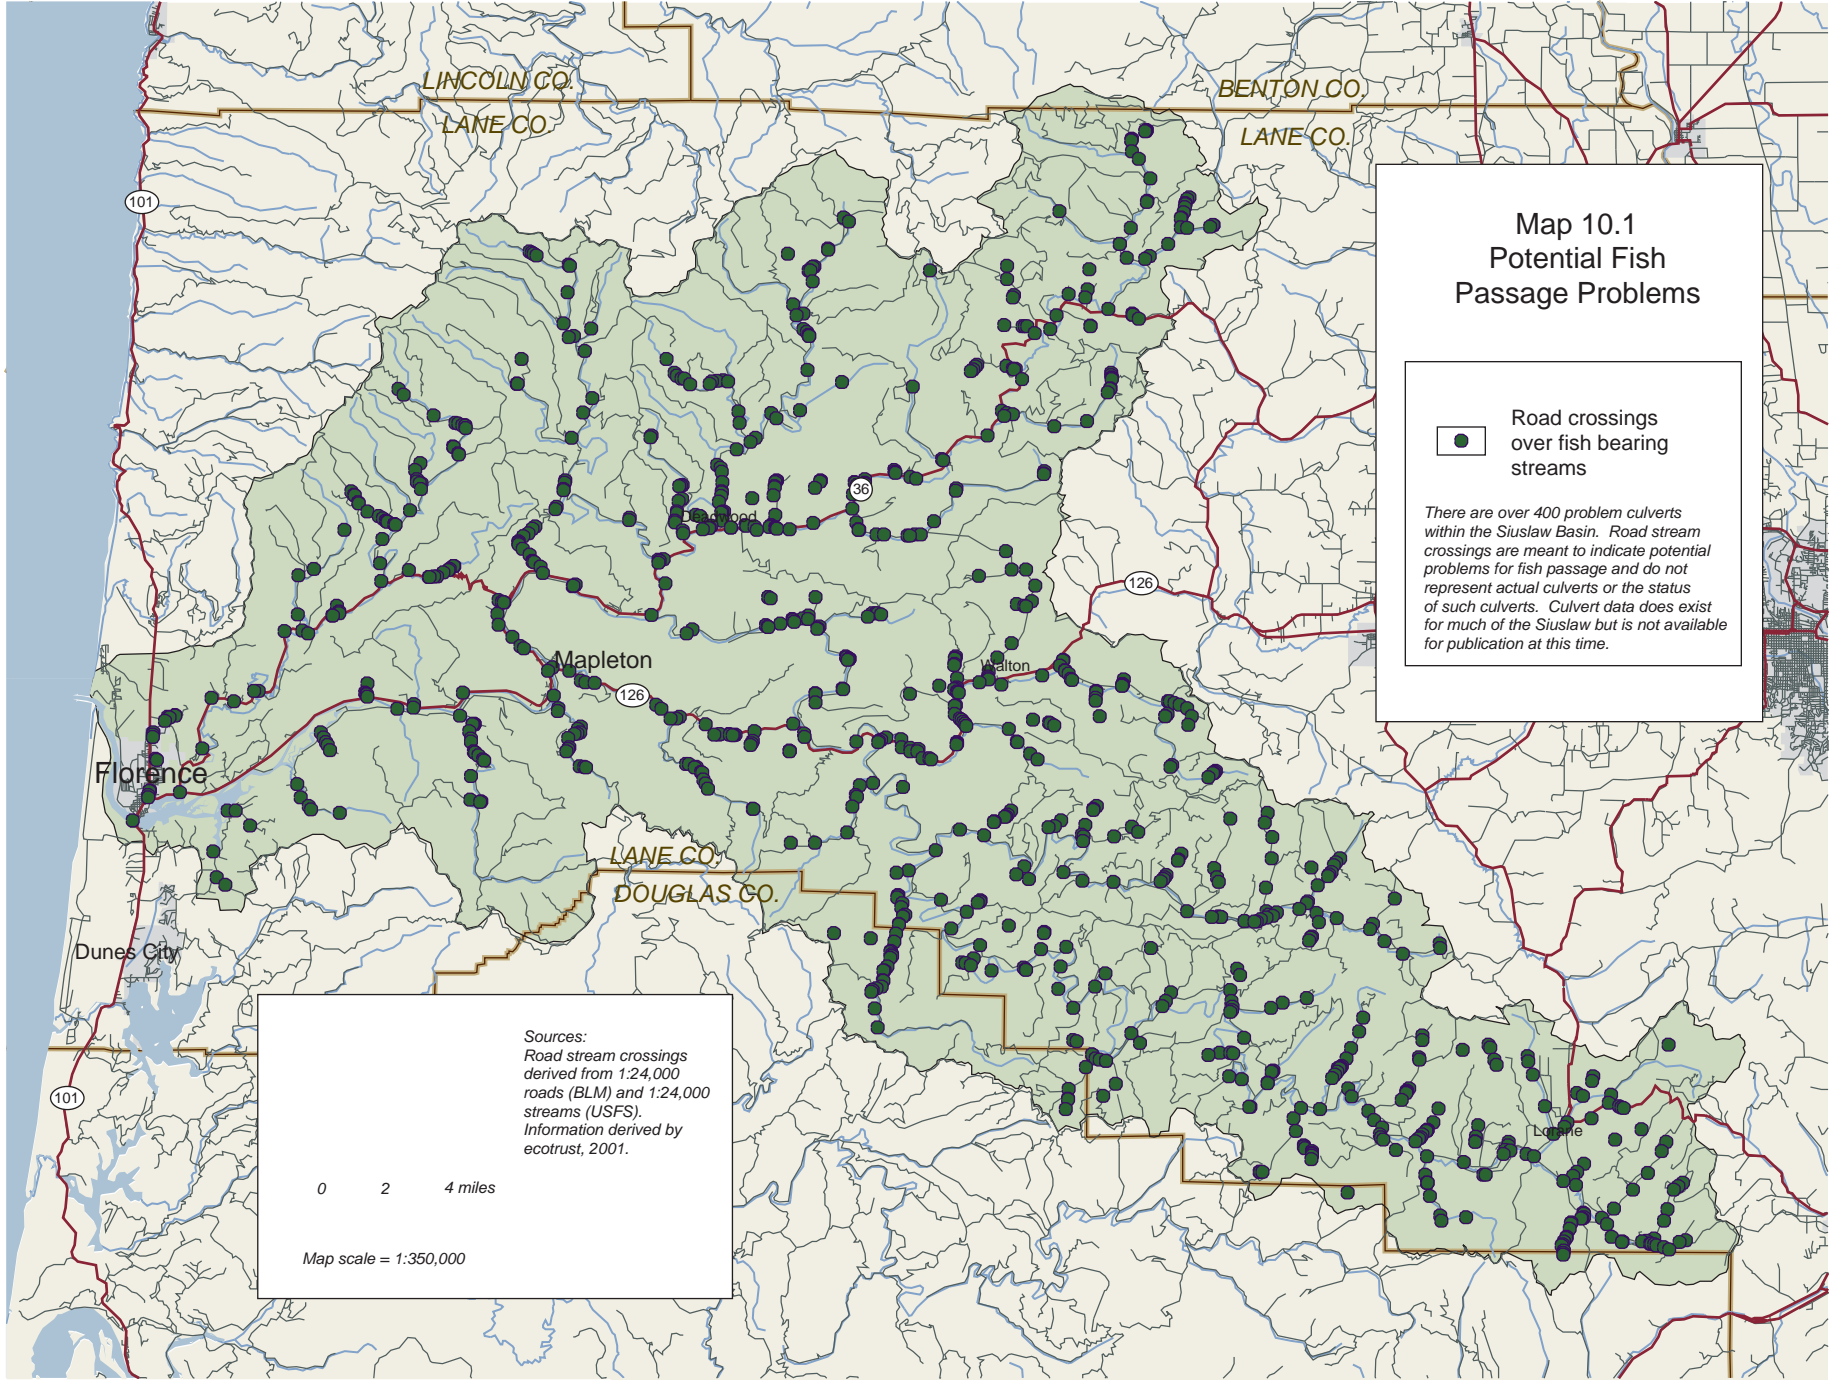 LINCOLN CO.
LANE CO.
BENTON CO.
LANE CO.
101
Map 10.1
Potential Fish
Passage Problems
Road crossings
over fish bearing
streams
There are over 400 problem culverts
within the Siuslaw Basin. Road stream
crossings are meant to indicate potential
problems for fish passage and do not
represent actual culverts or the status
of such culverts. Culvert data does exist
for much of the Siuslaw but is not available
for publication at this time.
36
Deadwood
126
Mapleton
Walton
126
Florence
LANE CO.
DOUGLAS CO.
Dunes City
Sources:
Road stream crossings
derived from 1:24,000
roads (BLM) and 1:24,000
streams (USFS).
Information derived by
ecotrust, 2001.
0 2 4 miles
Map scale = 1:350,000
101
Lorane